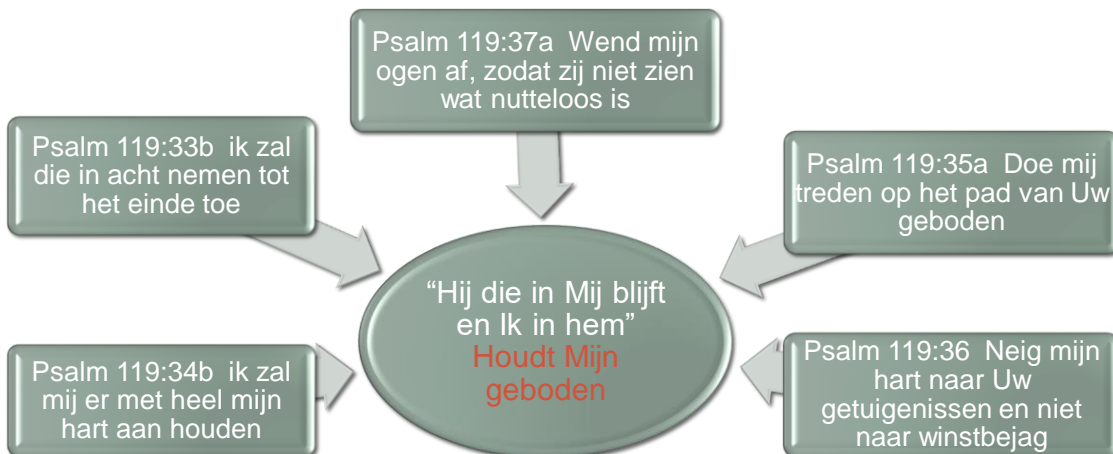 Psalm 119:37a Wend mijn
ogen af, zodat zij niet zien
wat nutteloos is
Psalm 119:33b ik zal
die in acht nemen tot
het einde toe
Psalm 119:35a Doe mij
treden op het pad van Uw
geboden
“Hij die in Mij blijft
en Ik in hem”
Houdt Mijn
geboden
Psalm 119:34b ik zal
mij er met heel mijn
hart aan houden
Psalm 119:36 Neig mijn
hart naar Uw
getuigenissen en niet
naar winstbejag